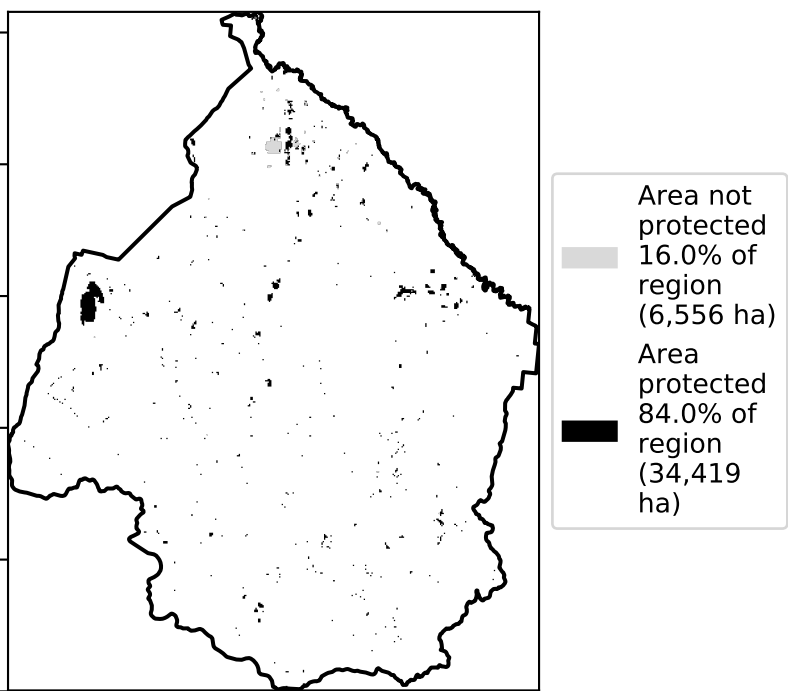 Area not
protected
16.0% of
region
(6,556 ha)
Area
protected
84.0% of
region
(34,419
ha)